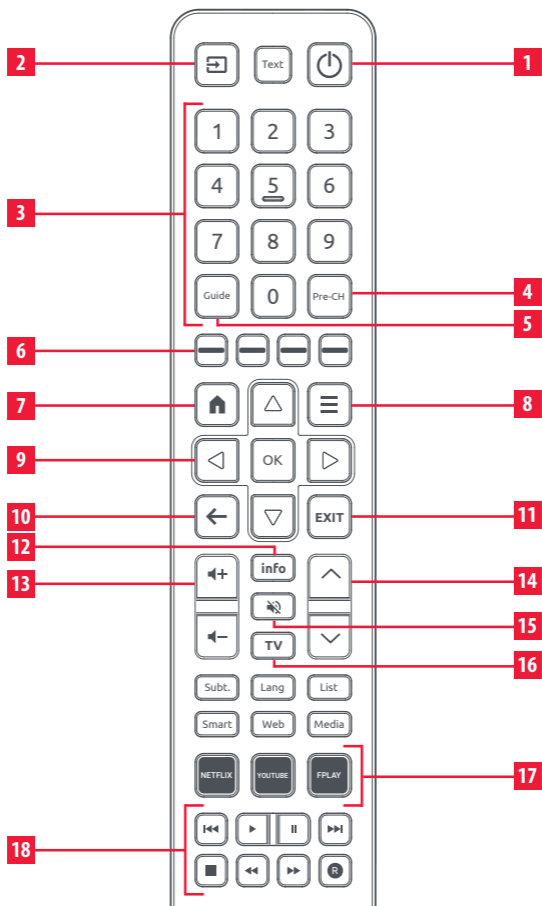 2 Text 1
1 2 3
4 5 6
3
7 8 9
Guide 0 Pre-CH 4
5
6
7 8
9 OK
10 EXIT 11
12 info
13 14
15
TV 16
Subt. Lang List
Smart Web Media
NETFLIX YOUTUBE FPLAY 17
18
R